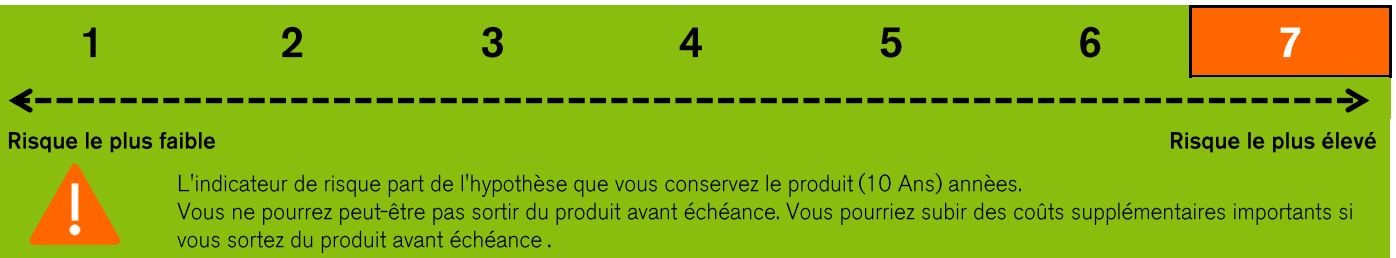 1 2 3 4 5 6 7
Risque le plus faible Risque le plus élevé
L'indicateur de risque part de l'hypothèse que vous conservez le produit (10 Ans) annèes.
Vous ne pourrez peut-être pas sortir du produit avant échéance. Vous pourriez subir des coûts supplémentaires importants si
vous sortez du produit avant échéance .